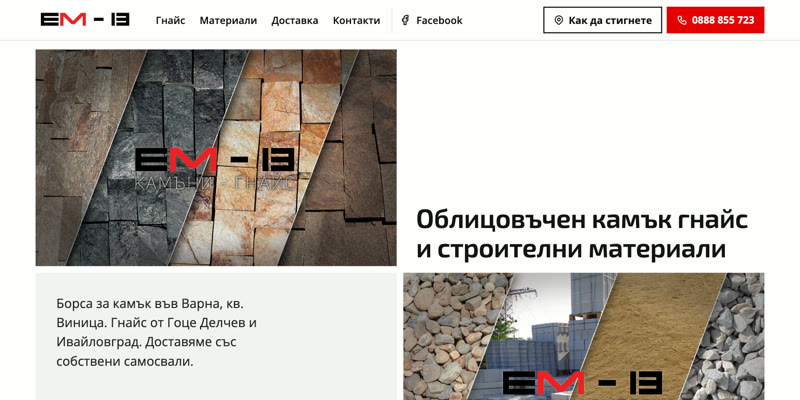 ЕМ - 13
Гнайс
Материали
Доставка
Контакти
Facebook
Как да стигнете
0888 855 723
ЕМ - 13
КАМЪНИ - ГНАЙС
Облицовъчен камък гнайс
и строителни материали
Борса за камък във Варна, кв.
Виница. Гнайс от Гоце Делчев и
Ивайловград. Доставяме със
собствени самосвали.
ЕМ - 13